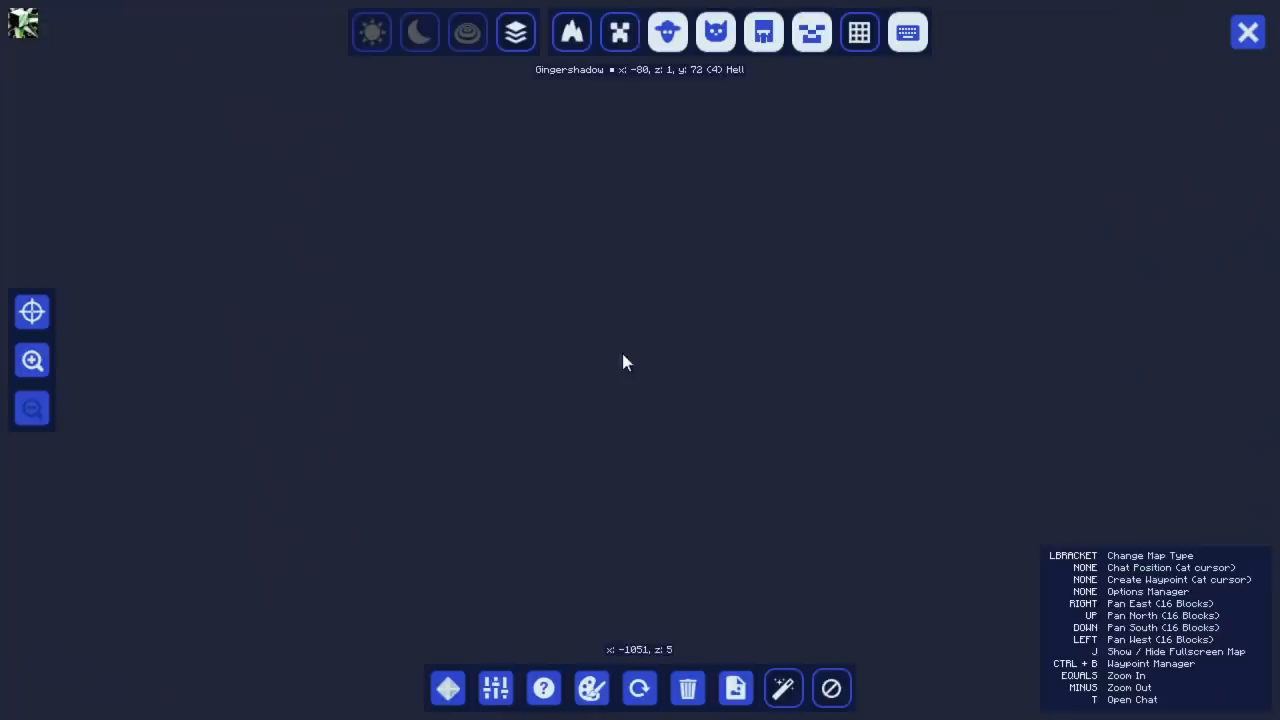 Gingershadow ▪ x: -80, z: 1, y: 72 (4) Hell
LBRACKET Change Map Type
NONE Chat Position (at cursor)
NONE Create Waypoint (at cursor)
NONE Options Manager
RIGHT Pan East (16 Blocks)
UP Pan North (16 Blocks)
DOWN Pan South (16 Blocks)
LEFT Pan West (16 Blocks)
J Show / Hide Fullscreen Map
CTRL + B Waypoint Manager
EQUALS Zoom In
MINUS Zoom Out
T Open Chat
x: -1051, z: 5